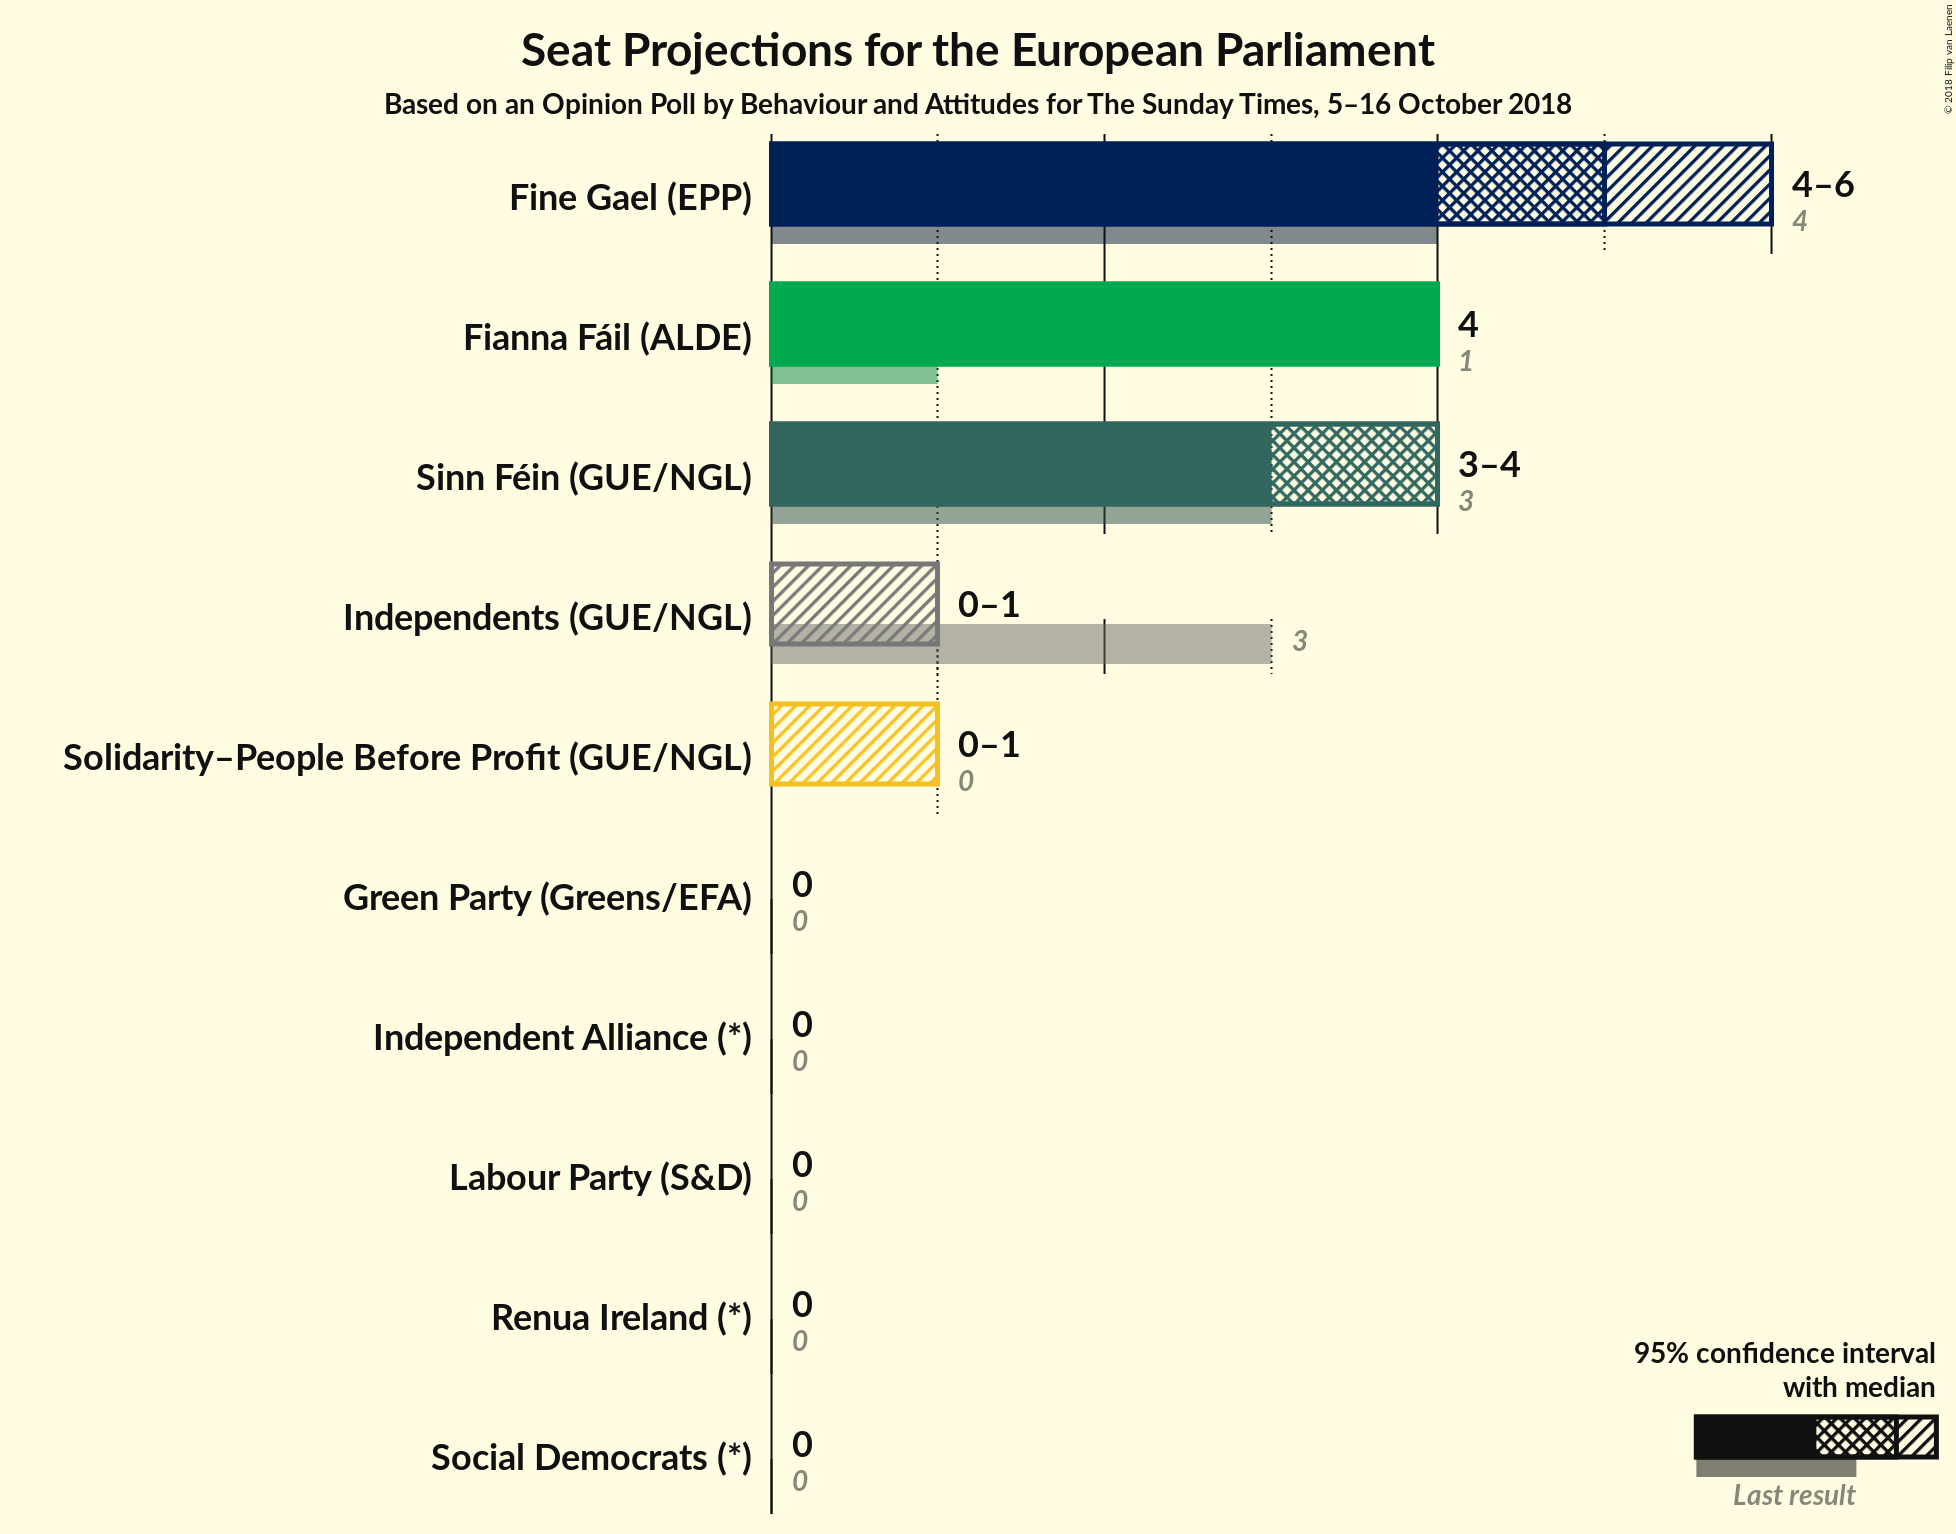 Seat Projections for the European Parliament
Based on an Opinion Poll by Behaviour and Attitudes for The Sunday Times, 5–16 October 2018
© 2018 Filip van Laenen
Fine Gael (EPP)
4–6
4
Fianna Fáil (ALDE)
4
1
Sinn Féin (GUE/NGL)
3–4
3
Independents (GUE/NGL)
0–1
3
Solidarity–People Before Profit (GUE/NGL)
0–1
0
Green Party (Greens/EFA)
0
0
Independent Alliance (*)
0
0
Labour Party (S&D)
0
0
Renua Ireland (*)
0
0
Social Democrats (*)
0
0
95% confidence interval
with median
Last result